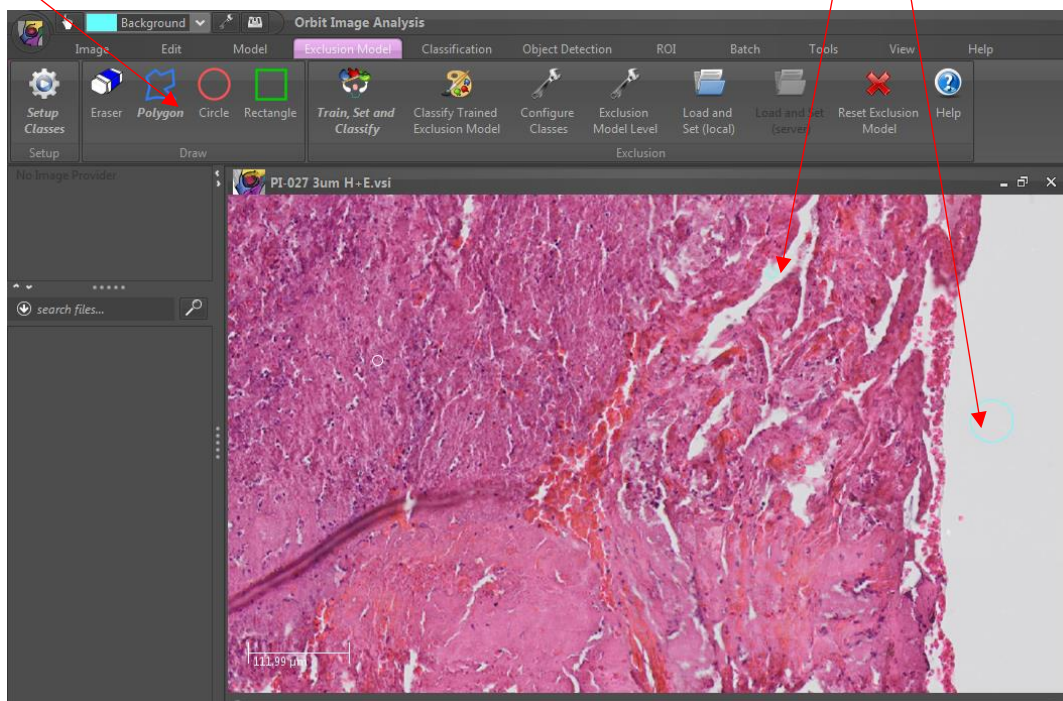 Background Orbit Image Analysis
Image Edit Model Exclusion Model Classification Object Detection ROI Batch Tools View Help
Setup Classes
Eraser Polygon Circle Rectangle
Train, Set and Classify
Classify Trained Exclusion Model
Configure Classes
Exclusion Model Level
Load and Set (local)
Load and Set (server)
Reset Exclusion Model
Help
Setup Draw Exclusion
No Image Provider
PI-027 3um H+E.vsi
search files...
111,99 µm